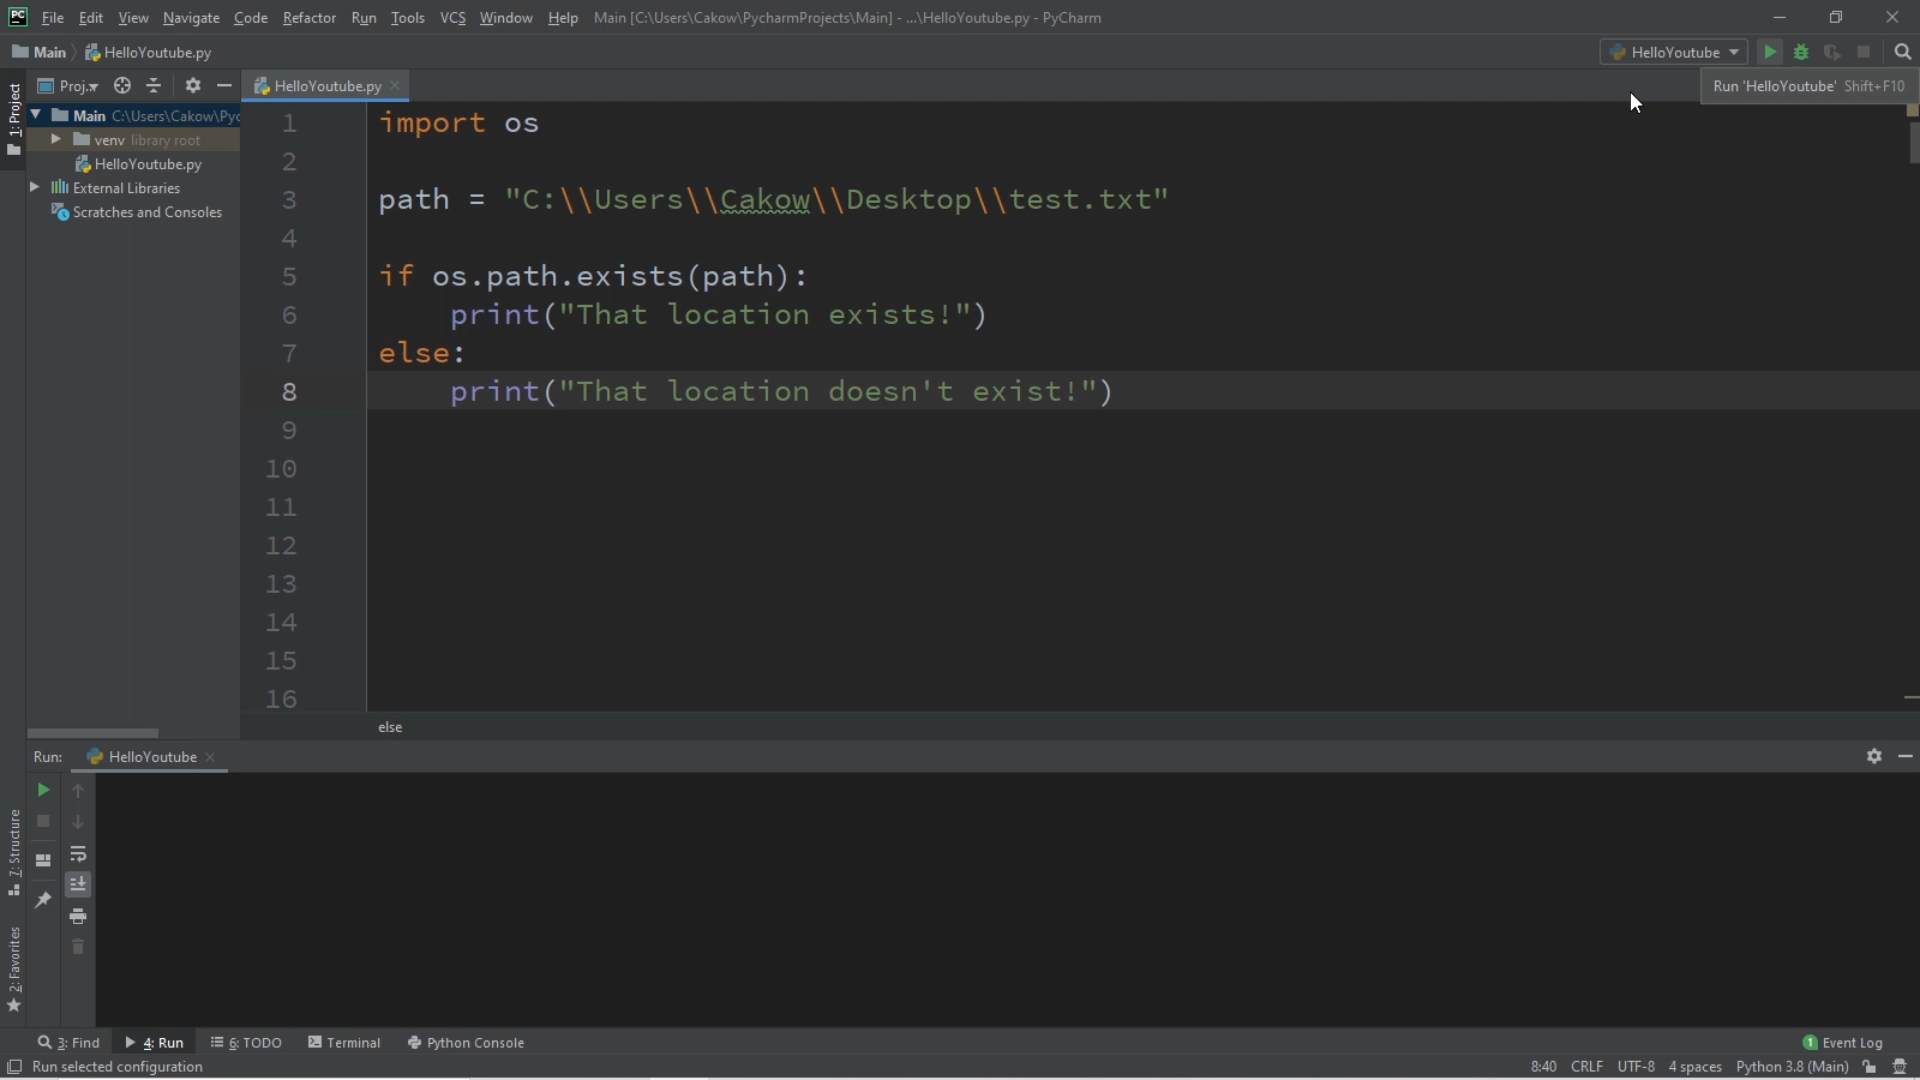 PC File Edit View Navigate Code Refactor Run Tools VCS Window Help Main [C:\Users\Cakow\PycharmProjects\Main] - ...\HelloYoutube.py - PyCharm
Main HelloYoutube.py HelloYoutube
Proj... HelloYoutube.py Run 'HelloYoutube' Shift+F10
1: Project
Main C:\Users\Cakow\Pyc
venv library root
HelloYoutube.py
External Libraries
Scratches and Consoles
1 import os
2
3 path = "C:\\Users\\Cakow\\Desktop\\test.txt"
4
5 if os.path.exists(path):
6 print("That location exists!")
7 else:
8 print("That location doesn't exist!")
9
10
11
12
13
14
15
16
else
Run: HelloYoutube
7: Structure
2: Favorites
3: Find 4: Run 6: TODO Terminal Python Console 1 Event Log
Run selected configuration 8:40 CRLF UTF-8 4 spaces Python 3.8 (Main)